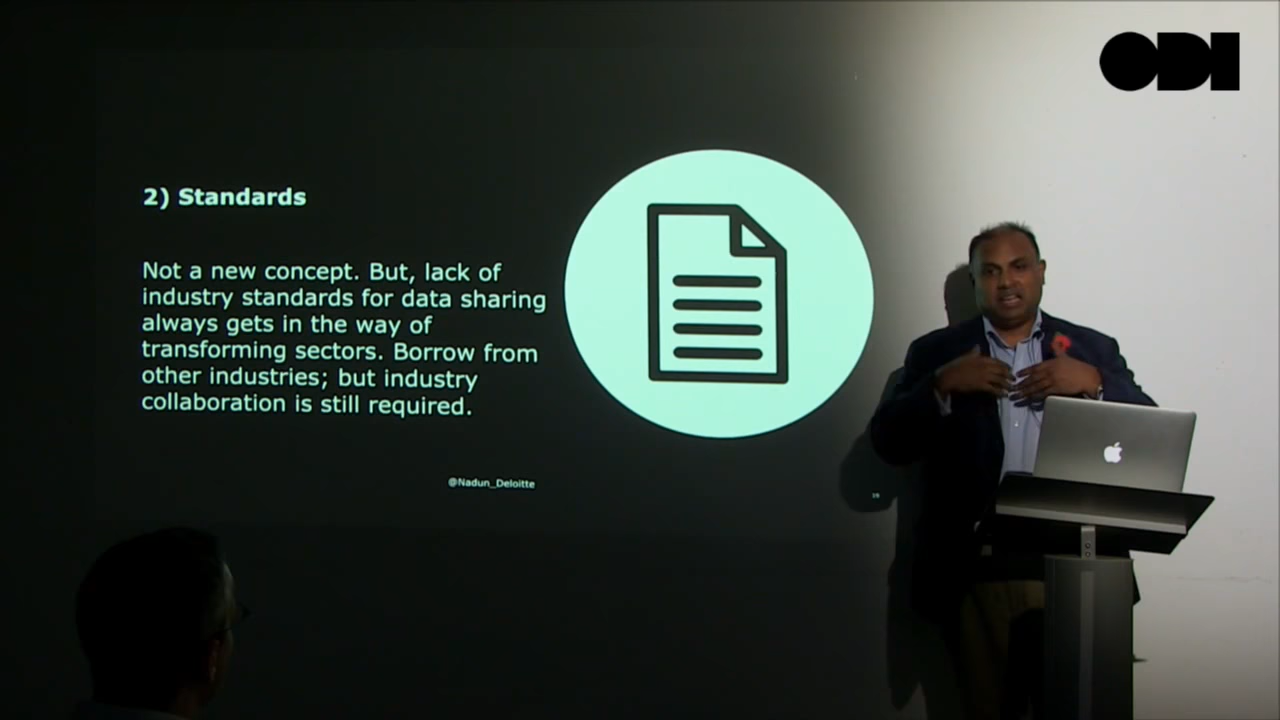 ODI
2) Standards
Not a new concept. But, lack of
industry standards for data sharing
always gets in the way of
transforming sectors. Borrow from
other industries; but industry
collaboration is still required.
@Nadun_Deloitte
19